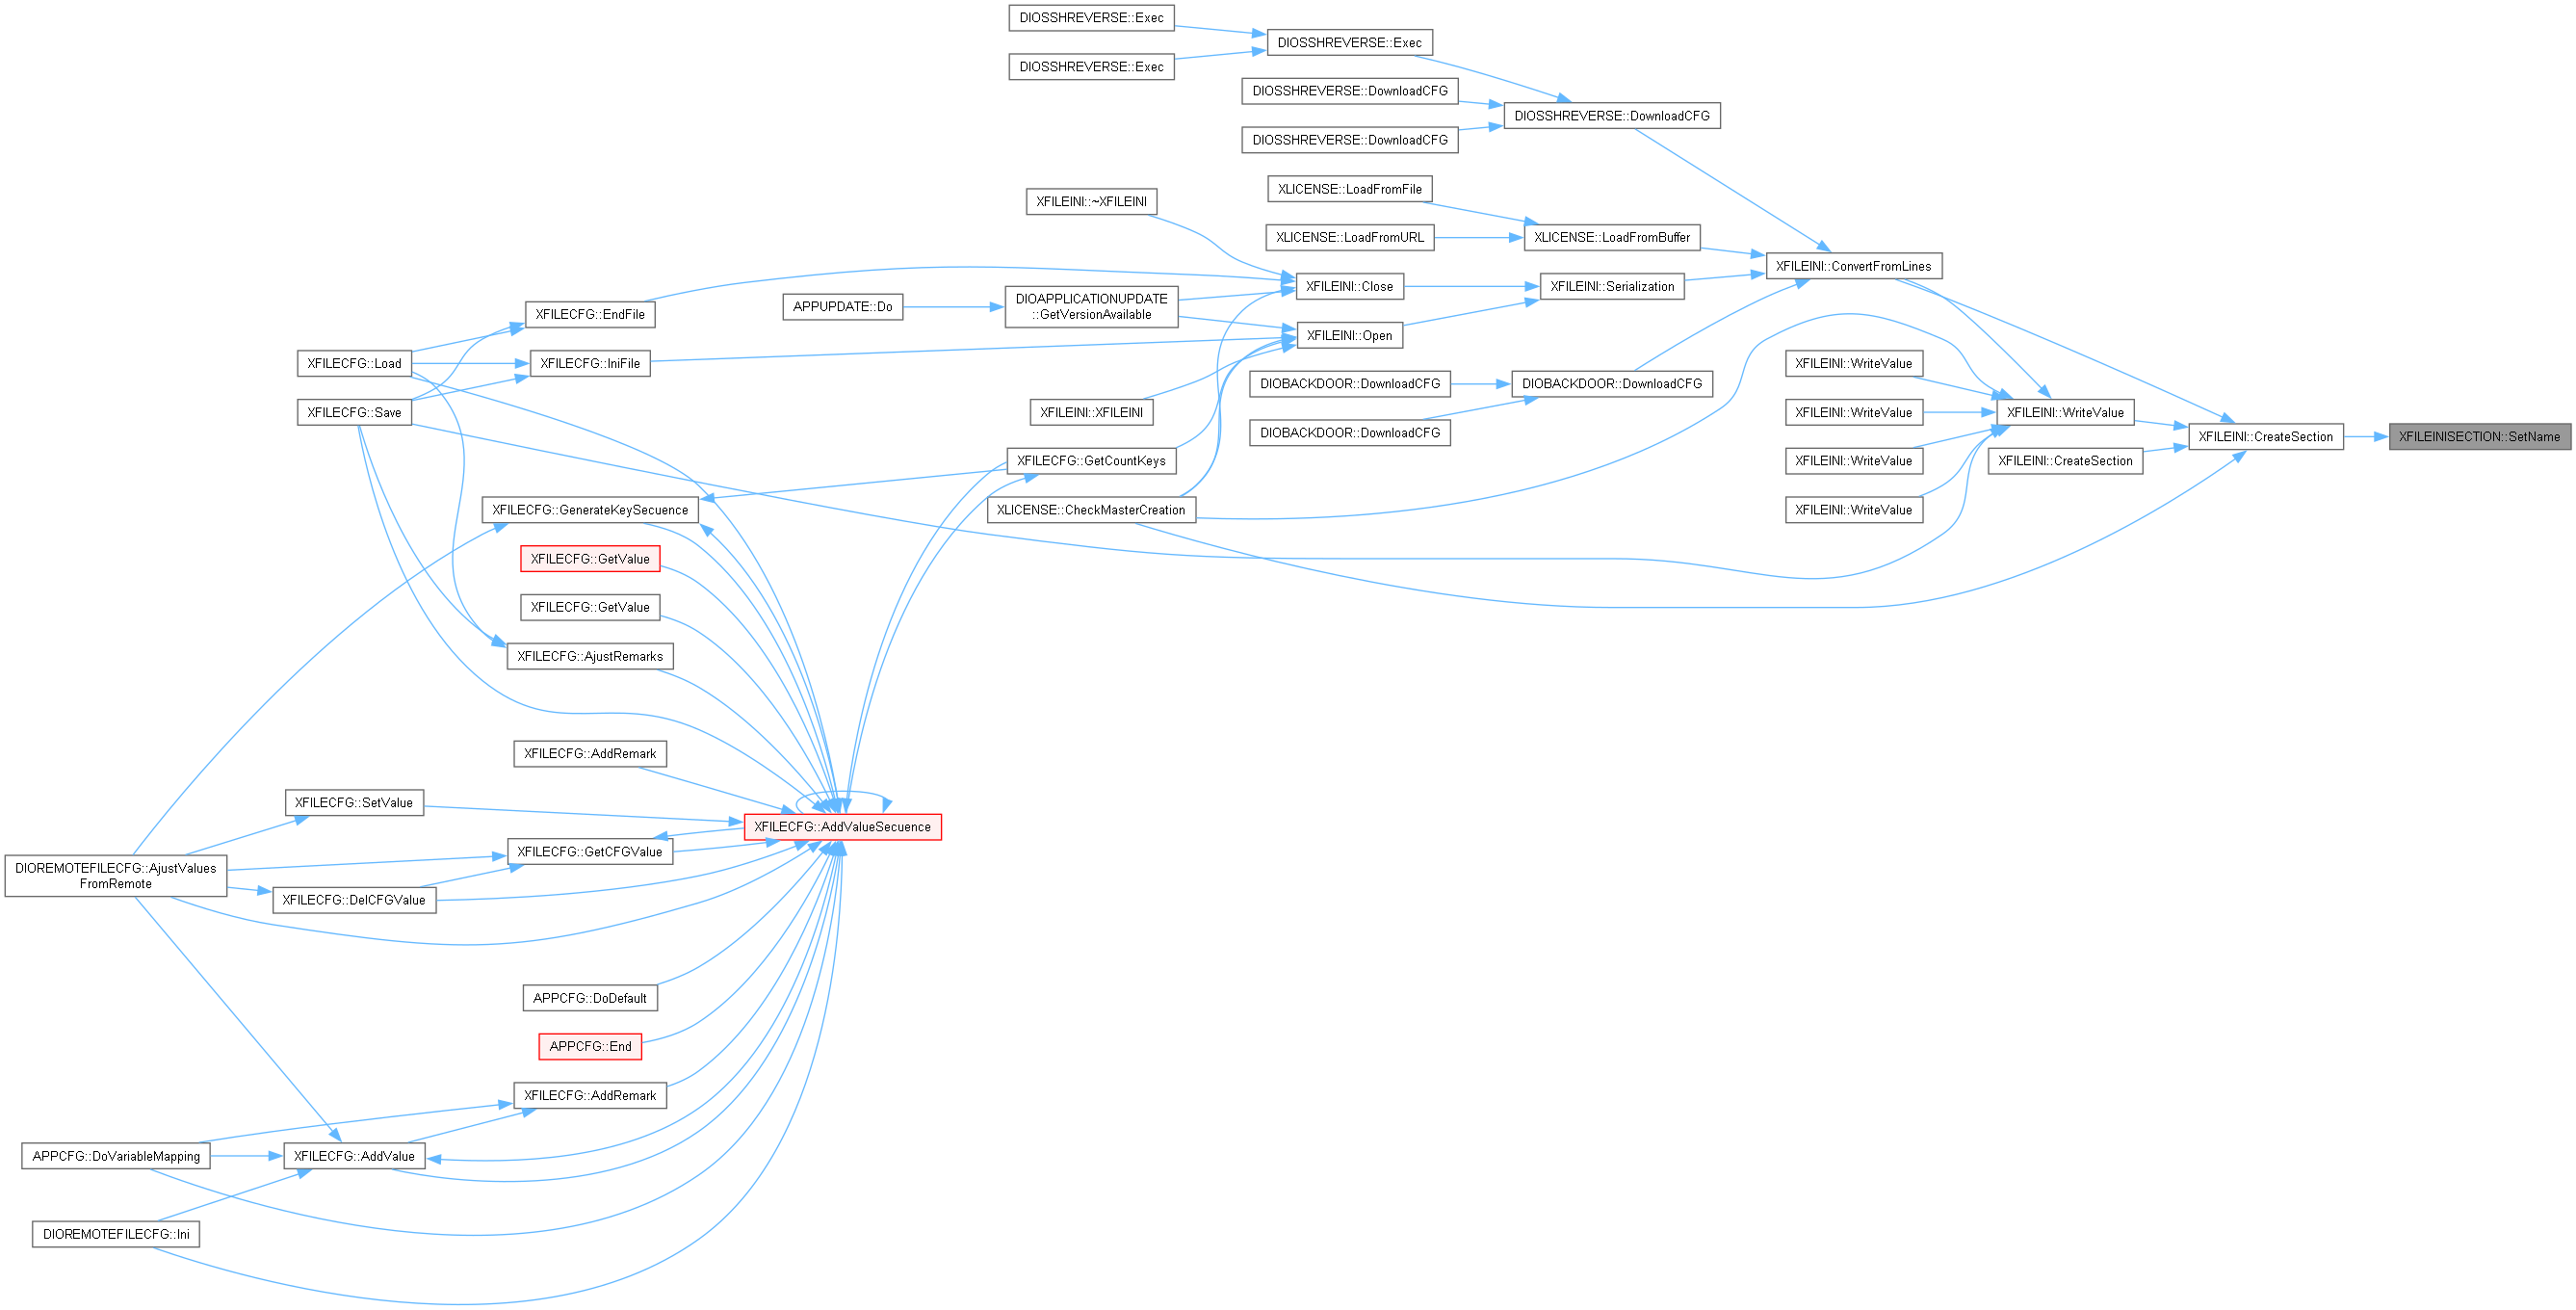 DIOSSHREVERSE::Exec
DIOSSHREVERSE::Exec
DIOSSHREVERSE::Exec
DIOSSHREVERSE::DownloadCFG
DIOSSHREVERSE::DownloadCFG
DIOSSHREVERSE::DownloadCFG
XLICENSE::LoadFromFile
XFILEINI::~XFILEINI
XLICENSE::LoadFromURL
XLICENSE::LoadFromBuffer
XFILEINI::ConvertFromLines
XFILEINI::Close
XFILEINI::Serialization
APPUPDATE::Do
DIOAPPLICATIONUPDATE
::GetVersionAvailable
XFILECFG::EndFile
XFILEINI::Open
XFILECFG::Load
XFILECFG::IniFile
XFILEINI::WriteValue
DIOBACKDOOR::DownloadCFG
DIOBACKDOOR::DownloadCFG
XFILECFG::Save
XFILEINI::XFILEINI
XFILEINI::WriteValue
XFILEINI::WriteValue
DIOBACKDOOR::DownloadCFG
XFILEINI::CreateSection
XFILEINISECTION::SetName
XFILECFG::GetCountKeys
XFILEINI::WriteValue
XFILEINI::CreateSection
XFILECFG::GenerateKeySecuence
XLICENSE::CheckMasterCreation
XFILEINI::WriteValue
XFILECFG::GetValue
XFILECFG::GetValue
XFILECFG::AjustRemarks
XFILECFG::AddRemark
XFILECFG::SetValue
XFILECFG::AddValueSecuence
XFILECFG::GetCFGValue
DIOREMOTEFILECFG::AjustValues
FromRemote
XFILECFG::DelCFGValue
APPCFG::DoDefault
APPCFG::End
XFILECFG::AddRemark
APPCFG::DoVariableMapping
XFILECFG::AddValue
DIOREMOTEFILECFG::Ini